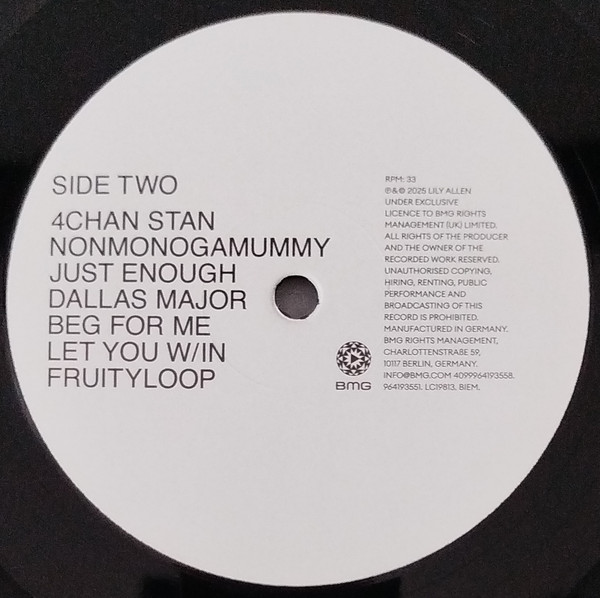 SIDE TWO
4CHAN STAN
NONMONOGAMUMMY
JUST ENOUGH
DALLAS MAJOR
BEG FOR ME
LET YOU W/IN
FRUITYLOOP
RPM: 33
℗&© 2025 LILY ALLEN
UNDER EXCLUSIVE
LICENCE TO BMG RIGHTS
MANAGEMENT (UK) LIMITED.
ALL RIGHTS OF THE PRODUCER
AND THE OWNER OF THE
RECORDED WORK RESERVED.
UNAUTHORISED COPYING,
HIRING, RENTING, PUBLIC
PERFORMANCE AND
BROADCASTING OF THIS
RECORD IS PROHIBITED.
MANUFACTURED IN GERMANY.
BMG RIGHTS MANAGEMENT,
CHARLOTTENSTRAßE 59,
10117 BERLIN, GERMANY.
INFO@BMG.COM 4099964193558.
964193551. LC19813, BIEM.
BMG